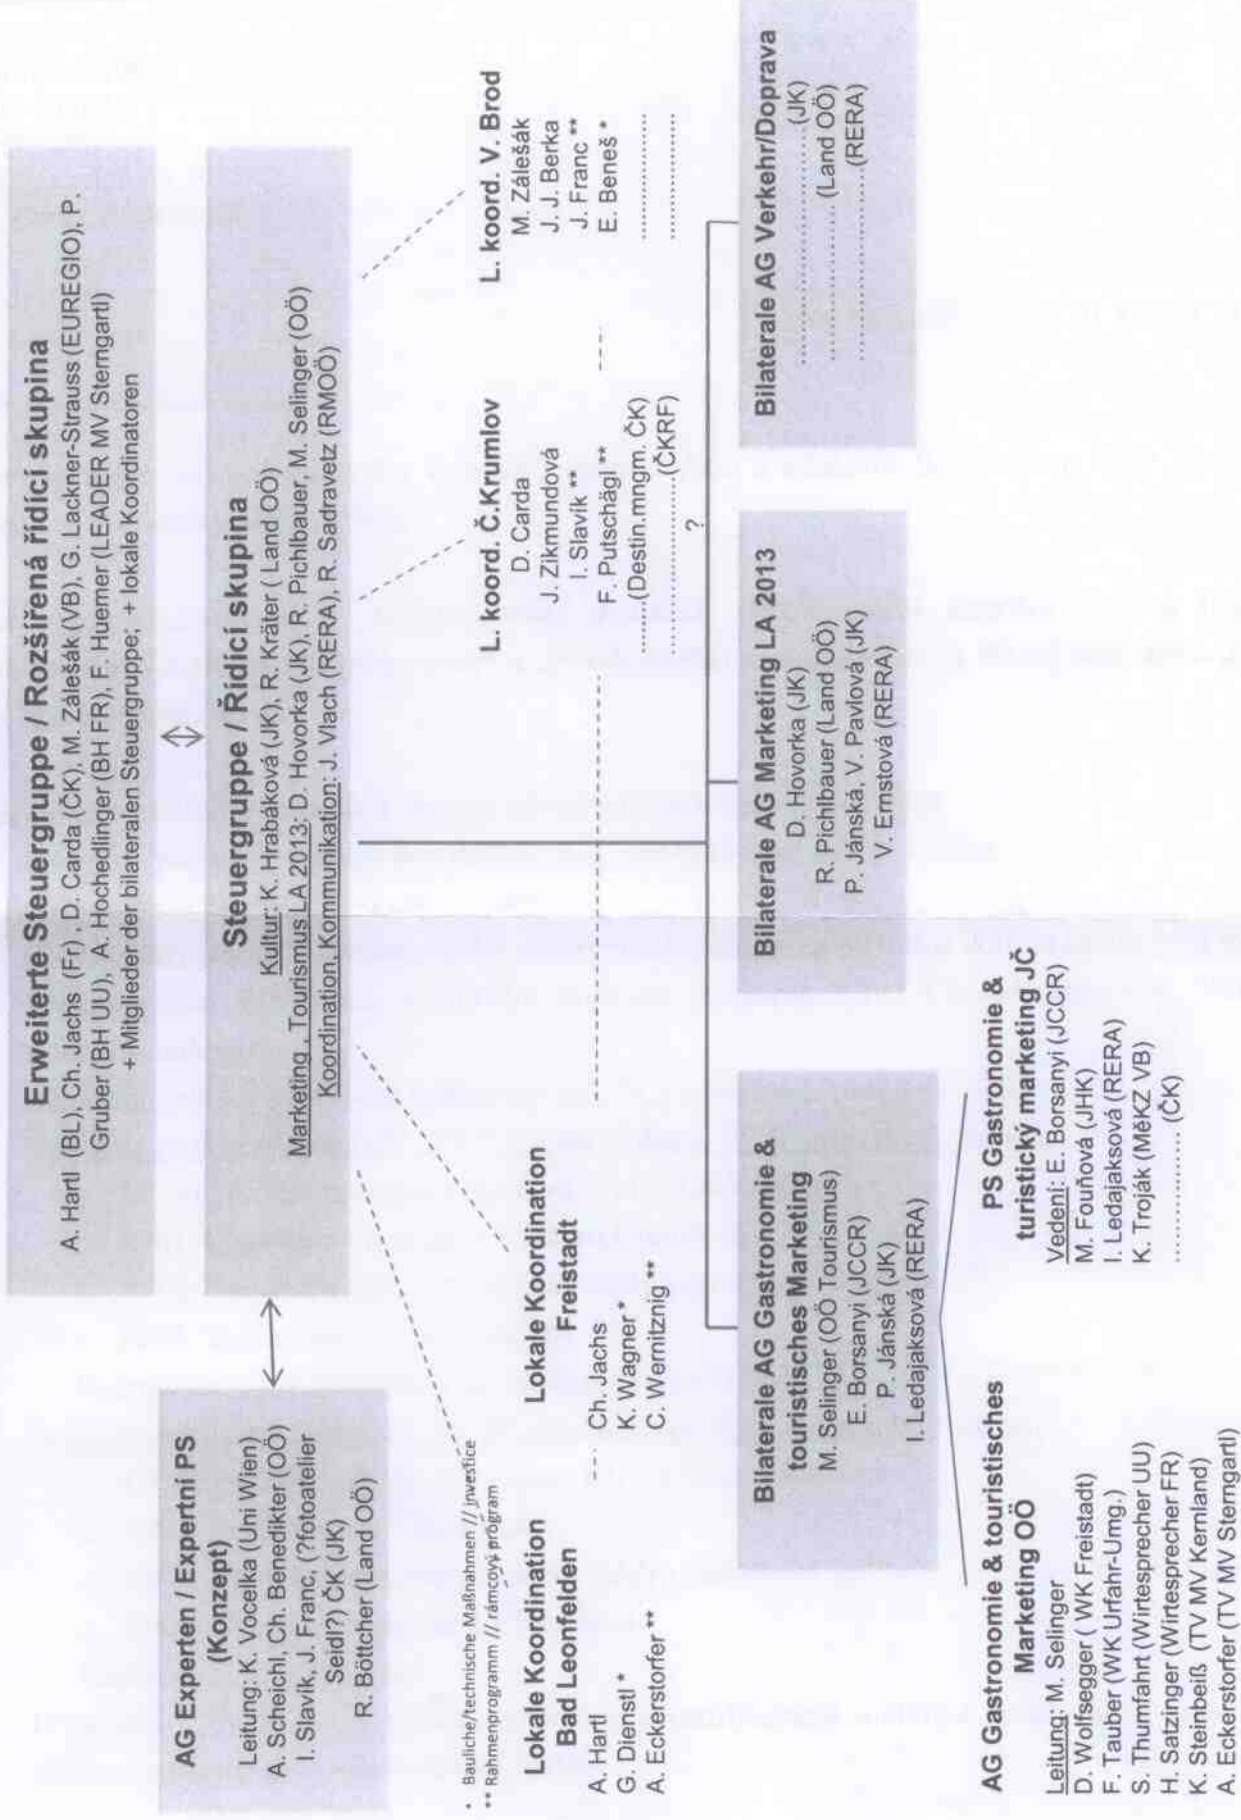 Erweiterte Steuergruppe / Rozšířená řídící skupina
A. Hartl (BL), Ch. Jachs (Fr) , D. Carda (ČK), M. Zálešák (VB), G. Lackner-Strauss (EUREGIO), P.
Gruber (BH UU), A. Hochedlinger (BH FR), F. Huemer (LEADER MV Sterngartl)
+ Mitglieder der bilateralen Steuergruppe; + lokale Koordinatoren
AG Experten / Expertní PS
(Konzept)
Leitung: K. Vocelka (Uni Wien)
A. Scheichl, Ch. Benedikter (OÖ)
I. Slavík, J. Franc, (?fotoatelier
Seidl?) ČK (JK)
R. Böttcher (Land OÖ)
Steuergruppe / Řídící skupina
Kultur: K. Hrabáková (JK), R. Kräter ( Land OÖ)
Marketing , Tourismus LA 2013: D. Hovorka (JK), R. Pichlbauer, M. Selinger (OÖ)
Koordination, Kommunikation: J. Vlach (RERA), R. Sadravetz (RMOÖ)
* Bauliche/technische Maßnahmen // investice
** Rahmenprogramm // rámcový program
Lokale Koordination
Bad Leonfelden
A. Hartl
G. Dienstl *
A. Eckerstorfer **
Lokale Koordination
Freistadt
Ch. Jachs
K. Wagner *
C. Wernitznig **
L. koord. Č.Krumlov
D. Carda
J. Zikmundová
I. Slavík **
F. Putschägl **
......(Destin.mngm. ČK)
........................(ČKRF)
L. koord. V. Brod
M. Zálešák
J. J. Berka
J. Franc **
E. Beneš *
......................
......................
?
Bilaterale AG Gastronomie &
touristisches Marketing
M. Selinger (OÖ Tourismus)
E. Borsanyi (JCCR)
P. Jánská (JK)
I. Ledajaksová (RERA)
Bilaterale AG Marketing LA 2013
D. Hovorka (JK)
R. Pichlbauer (Land OÖ)
P. Jánská, V. Pavlová (JK)
V. Ernstová (RERA)
Bilaterale AG Verkehr/Doprava
........................(JK)
.................... (Land OÖ)
........................(RERA)
AG Gastronomie & touristisches
Marketing OÖ
Leitung: M. Selinger
D. Wolfsegger ( WK Freistadt)
F. Tauber (WK Urfahr-Umg.)
S. Thumfahrt (Wirtesprecher UU)
H. Satzinger (Wirtesprecher FR)
K. Steinbeiß (TV MV Kernland)
A. Eckerstorfer (TV MV Sterngartl)
PS Gastronomie &
turistický marketing JČ
Vedení: E. Borsanyi (JCCR)
M. Fouňová (JHK)
I. Ledajaksová (RERA)
K. Troják (MěKZ VB)
.................. (ČK)